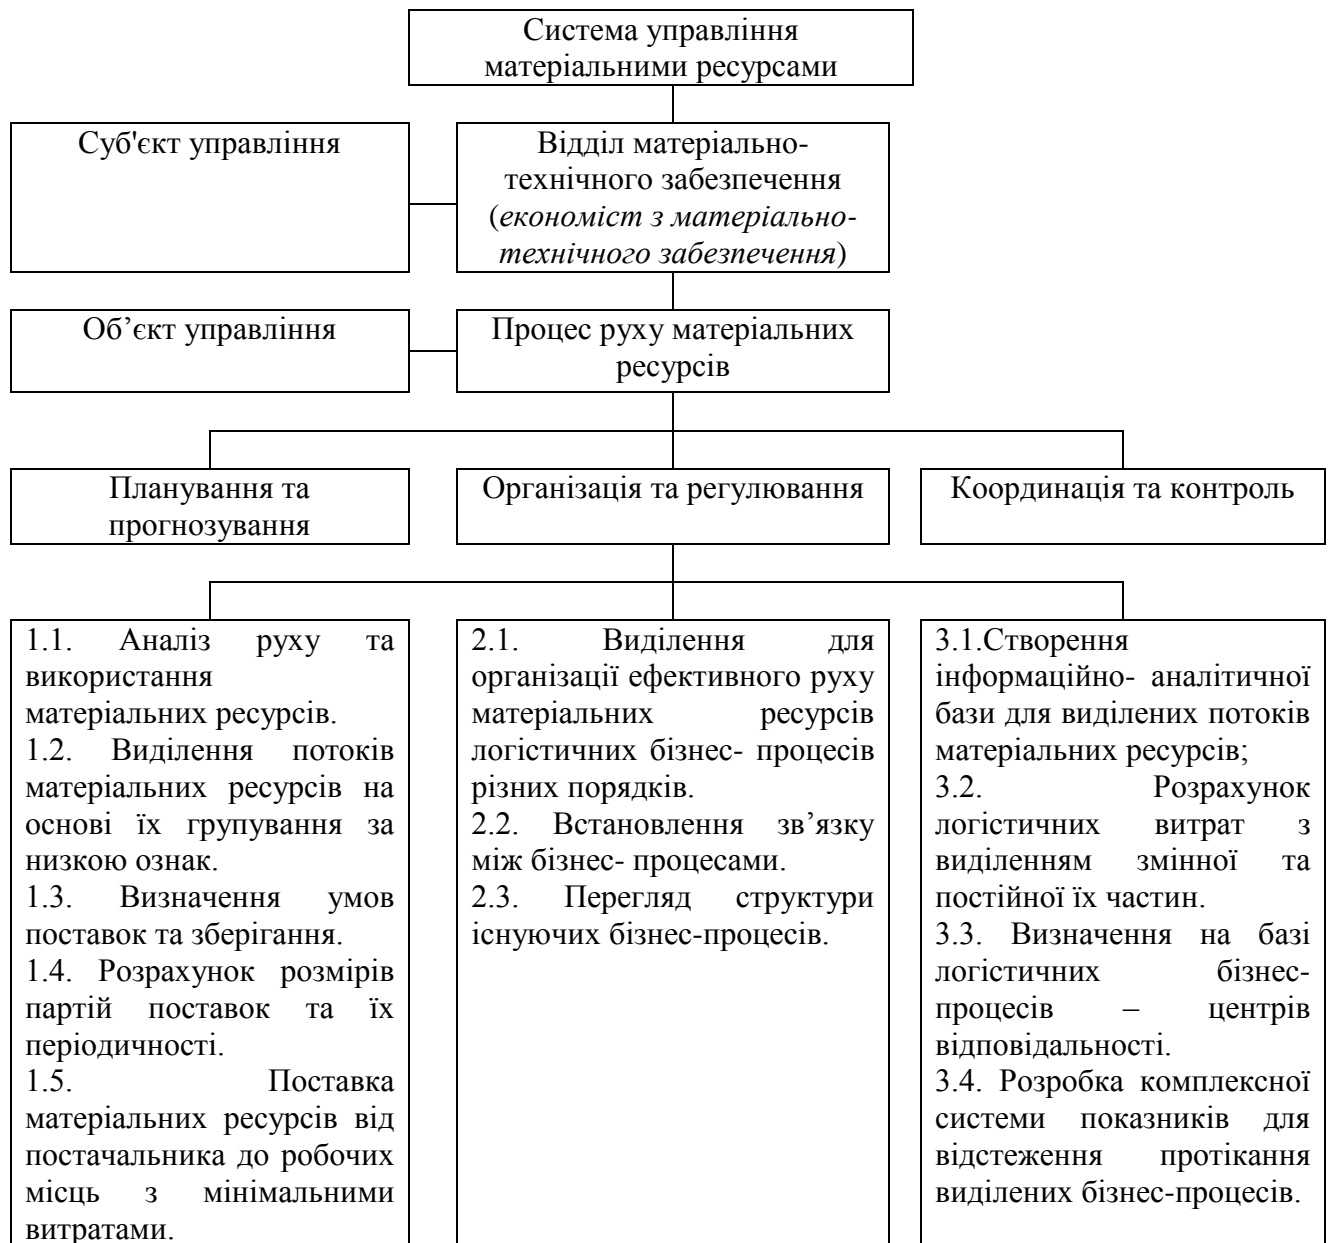 Система управління
матеріальними ресурсами
Суб'єкт управління
Відділ матеріально-
технічного забезпечення
(економіст з матеріально-
технічного забезпечення)
Об’єкт управління
Процес руху матеріальних
ресурсів
Планування та
прогнозування
Організація та регулювання
Координація та контроль
1.1. Аналіз руху та
використання
матеріальних ресурсів.
1.2. Виділення потоків
матеріальних ресурсів на
основі їх групування за
низкою ознак.
1.3. Визначення умов
поставок та зберігання.
1.4. Розрахунок розмірів
партій поставок та їх
періодичності.
1.5. Поставка
матеріальних ресурсів від
постачальника до робочих
місць з мінімальними
витратами.
2.1. Виділення для
організації ефективного руху
матеріальних ресурсів
логістичних бізнес- процесів
різних порядків.
2.2. Встановлення зв’язку
між бізнес- процесами.
2.3. Перегляд структури
існуючих бізнес-процесів.
3.1.Створення
інформаційно- аналітичної
бази для виділених потоків
матеріальних ресурсів;
3.2. Розрахунок
логістичних витрат з
виділенням змінної та
постійної їх частин.
3.3. Визначення на базі
логістичних бізнес-
процесів – центрів
відповідальності.
3.4. Розробка комплексної
системи показників для
відстеження протікання
виділених бізнес-процесів.